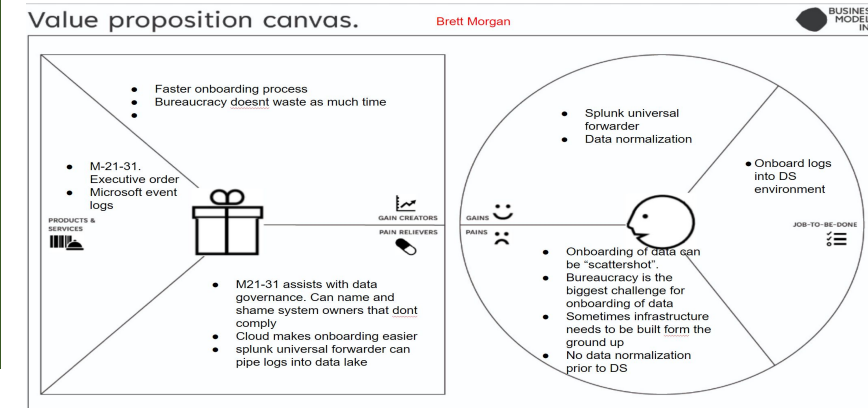 Value proposition canvas.
Brett Morgan
BUSINES
MODEL
IN
Faster onboarding process
Bureaucracy doesnt waste as much time
M-21-31.
Executive order
Microsoft event
logs
PRODUCTS &
SERVICES
GAIN CREATORS
PAIN RELIEVERS
M21-31 assists with data
governance. Can name and
shame system owners that dont
comply
Cloud makes onboarding easier
splunk universal forwarder can
pipe logs into data lake
Splunk universal
forwarder
Data normalization
GAINS
PAINS
Onboard logs
into DS
environment
JOB-TO-BE-DONE
Onboarding of data can
be “scattershot”.
Bureaucracy is the
biggest challenge for
onboarding of data
Sometimes infrastructure
needs to be built form the
ground up
No data normalization
prior to DS